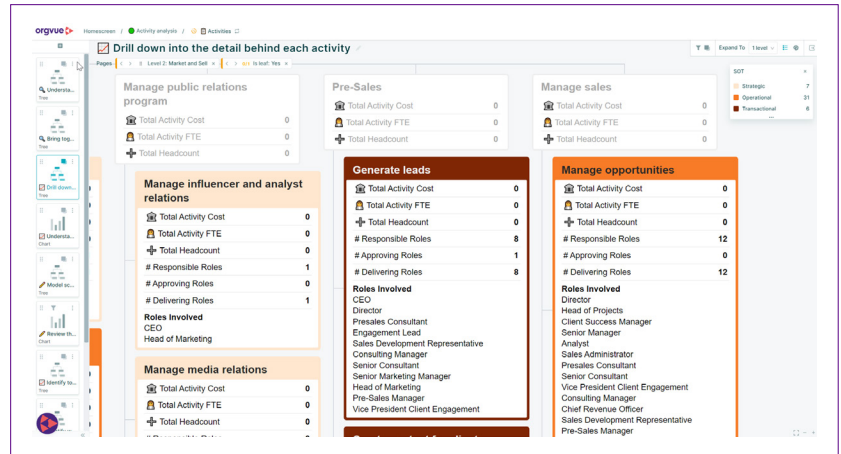 orgvue
Homescreen / Activity analysis / Activities
Drill down into the detail behind each activity
Expand To 1 level
Pages
Level 2: Market and Sell ×
Is leaf: Yes ×
Understa...
Tree
Bring tog...
Tree
Drill down...
Tree
Understa...
Chart
Model sc...
Tree
Review th...
Chart
Identify to...
Tree
SOT ×
Strategic 7
Operational 31
Transactional 8
...
Manage public relations
program
Total Activity Cost 0
Total Activity FTE 0
Total Headcount 0
Manage influencer and analyst
relations
Total Activity Cost 0
Total Activity FTE 0
Total Headcount 0
# Responsible Roles 1
# Approving Roles 0
# Delivering Roles 1
Roles Involved
CEO
Head of Marketing
Manage media relations
Total Activity Cost 0
Total Activity FTE 0
Total Headcount 0
Pre-Sales
Total Activity Cost 0
Total Activity FTE 0
Total Headcount 0
Generate leads
Total Activity Cost 0
Total Activity FTE 0
Total Headcount 0
# Responsible Roles 8
# Approving Roles 1
# Delivering Roles 8
Roles Involved
CEO
Director
Presales Consultant
Engagement Lead
Sales Development Representative
Consulting Manager
Senior Consultant
Senior Marketing Manager
Head of Marketing
Pre-Sales Manager
Vice President Client Engagement
Manage sales
Total Activity Cost 0
Total Activity FTE 0
Total Headcount 0
Manage opportunities
Total Activity Cost 0
Total Activity FTE 0
Total Headcount 0
# Responsible Roles 12
# Approving Roles 0
# Delivering Roles 12
Roles Involved
Director
Head of Projects
Client Success Manager
Senior Manager
Analyst
Sales Administrator
Presales Consultant
Senior Consultant
Vice President Client Engagement
Consulting Manager
Chief Revenue Officer
Sales Development Representative
Pre-Sales Manager